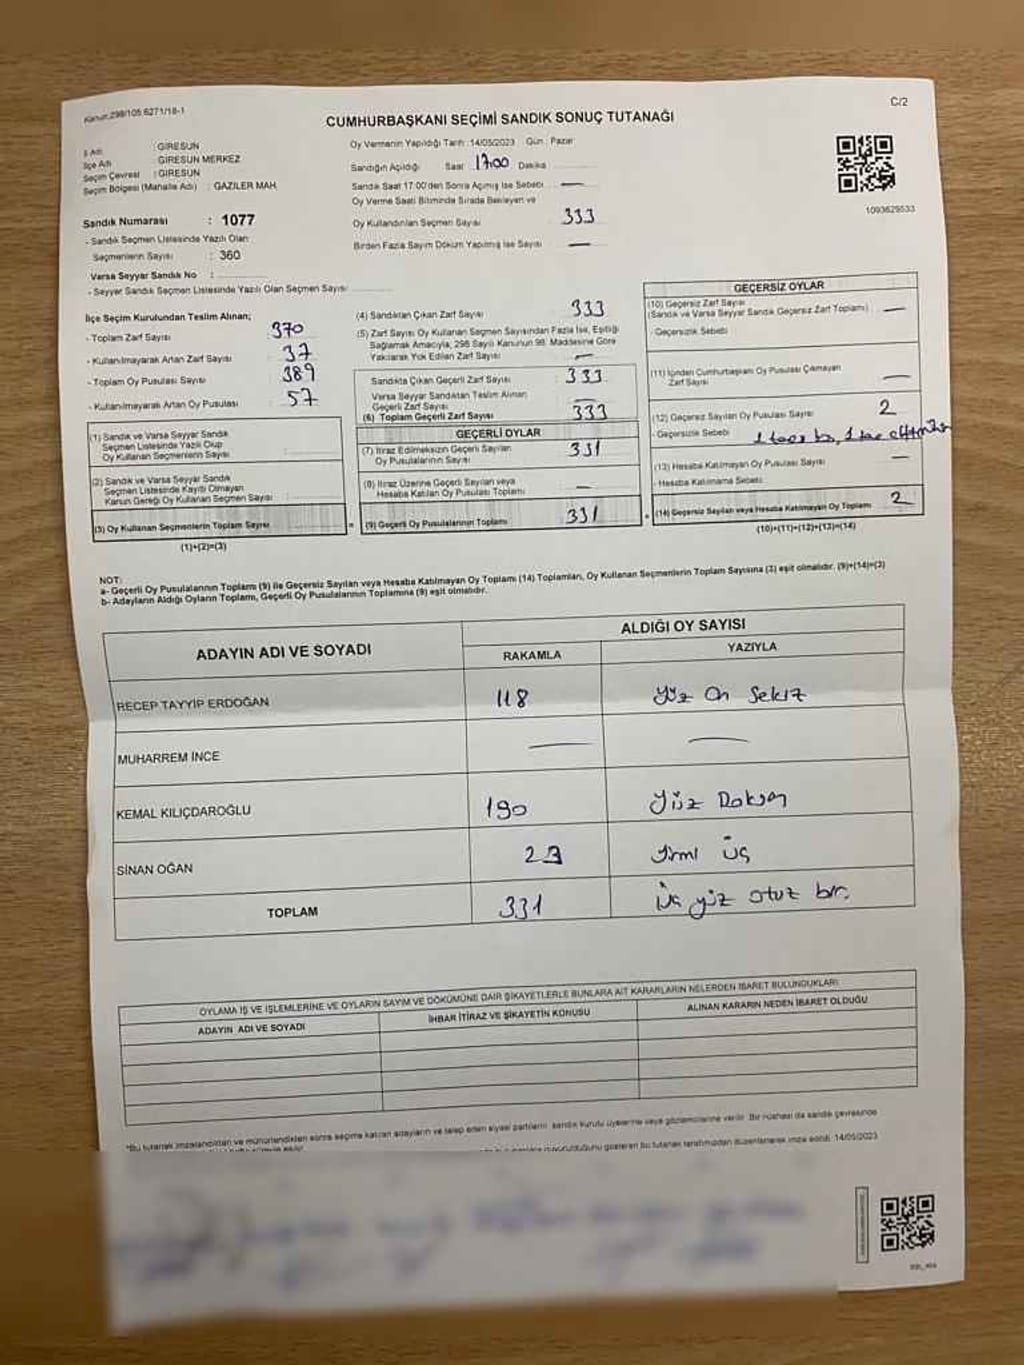 Kanun:298/105 6271/18-1
C/2
CUMHURBAŞKANI SEÇİMİ SANDIK SONUÇ TUTANAĞI
İl Adı : GİRESUN
İlçe Adı : GİRESUN MERKEZ
Seçim Çevresi : GİRESUN
Seçim Bölgesi (Mahalle Adı) : GAZİLER MAH.
Sandık Numarası : 1077
- Sandık Seçmen Listesinde Yazılı Olan
Seçmenlerin Sayısı : 360
Varsa Seyyar Sandık No :
- Seyyar Sandık Seçmen Listesinde Yazılı Olan Seçmen Sayısı:
Oy Vermenin Yapıldığı Tarih :14/05/2023 Gün : Pazar
Sandığın Açıldığı Saat 17:00 Dakika
Sandık Saat 17:00'den Sonra Açılmış İse Sebebi —
Oy Verme Saati Bitiminde Sırada Bekleyen ve
Oy Kullandırılan Seçmen Sayısı 333
Birden Fazla Sayım Döküm Yapılmış İse Sayısı —
1093629533
İlçe Seçim Kurulundan Teslim Alınan;
- Toplam Zarf Sayısı 370
- Kullanılmayarak Artan Zarf Sayısı 37
- Toplam Oy Pusulası Sayısı 389
- Kullanılmayarak Artan Oy Pusulası 57
(1) Sandık ve Varsa Seyyar Sandık
Seçmen Listesinde Yazılı Olup
Oy Kullanan Seçmenlerin Sayısı
(2) Sandık ve Varsa Seyyar Sandık
Seçmen Listesinde Kayıtlı Olmayan
Kanun Gereği Oy Kullanan Seçmen Sayısı
(3) Oy Kullanan Seçmenlerin Toplam Sayısı
(1)+(2)=(3)
(4) Sandıktan Çıkan Zarf Sayısı 333
(5) Zarf Sayısı Oy Kullanan Seçmen Sayısından Fazla İse, Eşitliği
Sağlamak Amacıyla, 298 Sayılı Kanunun 98. Maddesine Göre
Yakılarak Yok Edilen Zarf Sayısı —
Sandıkta Çıkan Geçerli Zarf Sayısı 333
Varsa Seyyar Sandıktan Teslim Alınan
Geçerli Zarf Sayısı —
(6) Toplam Geçerli Zarf Sayısı 333
GEÇERLİ OYLAR
(7) İtiraz Edilmeksizin Geçerli Sayılan
Oy Pusulalarının Sayısı 331
(8) İtiraz Üzerine Geçerli Sayılan veya
Hesaba Katılan Oy Pusulası Toplamı —
= (9) Geçerli Oy Pusulalarının Toplamı 331
GEÇERSİZ OYLAR
(10) Geçersiz Zarf Sayısı
(Sandık ve Varsa Seyyar Sandık Geçersiz Zarf Toplamı) —
- Geçersizlik Sebebi
(11) İçinden Cumhurbaşkanı Oy Pusulası Çıkmayan
Zarf Sayısı —
(12) Geçersiz Sayılan Oy Pusulası Sayısı 2
- Geçersizlik Sebebi
(13) Hesaba Katılmayan Oy Pusulası Sayısı —
- Hesaba Katılmama Sebebi
+ (14) Geçersiz Sayılan veya Hesaba Katılmayan Oy Toplamı 2
(10)+(11)+(12)+(13)=(14)
NOT:
a- Geçerli Oy Pusulalarının Toplamı (9) ile Geçersiz Sayılan veya Hesaba Katılmayan Oy Toplamı (14) Toplamları, Oy Kullanan Seçmenlerin Toplam Sayısına (3) eşit olmalıdır. (9)+(14)=(3)
b- Adayların Aldığı Oyların Toplamı, Geçerli Oy Pusulalarının Toplamına (9) eşit olmalıdır.
ADAYIN ADI VE SOYADI
ALDIĞI OY SAYISI
RAKAMLA YAZIYLA
RECEP TAYYİP ERDOĞAN 118 Yüz On Sekiz
MUHARREM İNCE — —
KEMAL KILIÇDAROĞLU 190 Yüz Doksan
SİNAN OĞAN 23 Yirmi Üç
TOPLAM 331 Üç yüz otuz bir.
OYLAMA İŞ VE İŞLEMLERİNE VE OYLARIN SAYIM VE DÖKÜMÜNE DAİR ŞİKAYETLERLE BUNLARA AİT KARARLARIN NELERDEN İBARET BULUNDUKLARI
ADAYIN ADI VE SOYADI İHBAR İTİRAZ VE ŞİKAYETİN KONUSU ALINAN KARARIN NEDEN İBARET OLDUĞU
*Bu tutanak imzalandıktan ve mühürlendikten sonra seçime katılan adayların ve talep eden siyasi partilerin sandık kurulu üyelerine veya gözlemcilerine verilir. Bir nüshası da sandık çevresinde
gösteren bu tutanak tarafımızdan düzenlenerek imza edildi. 14/05/2023